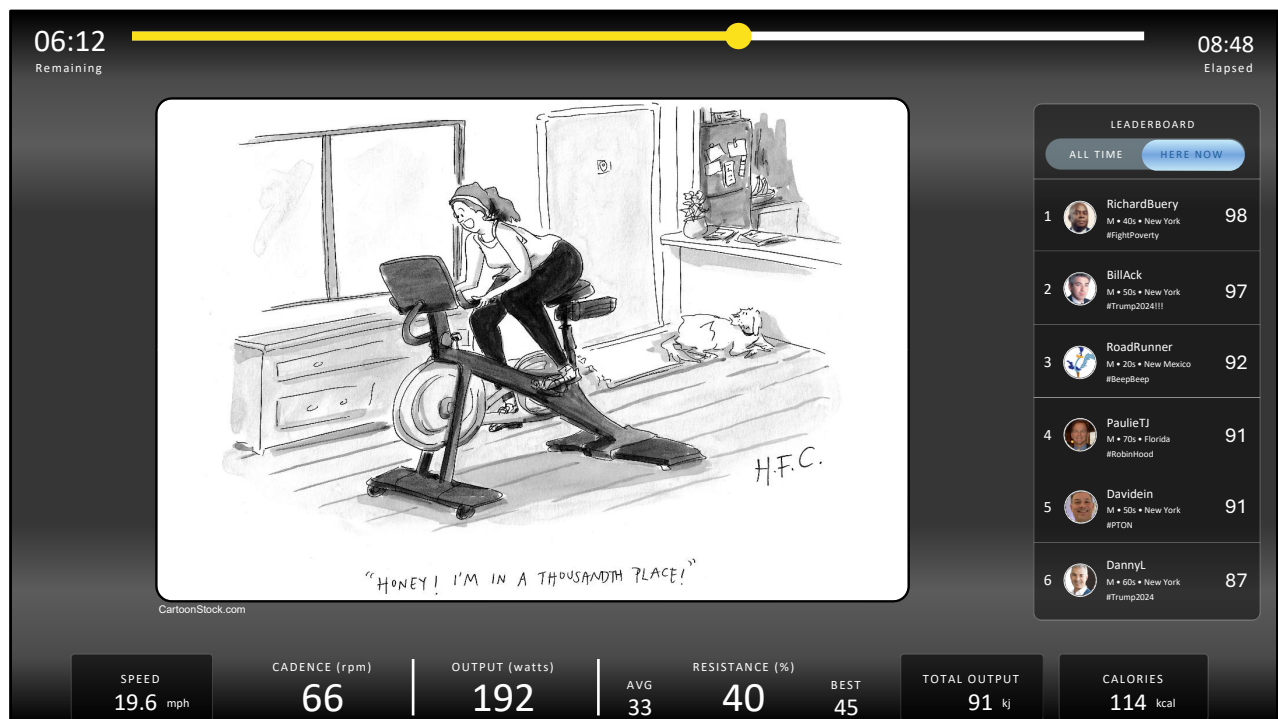 06:12
Remaining
08:48
Elapsed
"HONEY! I'M IN A THOUSANDTH PLACE!"
H.F.C.
CartoonStock.com
LEADERBOARD
ALL TIME HERE NOW
1 RichardBuery 98
M • 40s • New York
#FightPoverty
2 BillAck 97
M • 50s • New York
#Trump2024!!!
3 RoadRunner 92
M • 20s • New Mexico
#BeepBeep
4 PaulieTJ 91
M • 70s • Florida
#RobinHood
5 Davidein 91
M • 50s • New York
#PTON
6 DannyL 87
M • 60s • New York
#Trump2024
SPEED
19.6 mph
CADENCE (rpm)
66
OUTPUT (watts)
192
RESISTANCE (%)
AVG
33
40
BEST
45
TOTAL OUTPUT
91 kj
CALORIES
114 kcal